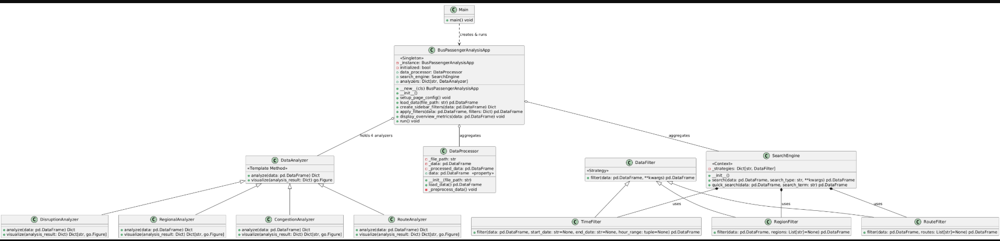 C Main
main() void
creates & runs
C BusPassengerAnalysisApp
«Singleton»
_instance: BusPassengerAnalysisApp
initialized: bool
data_processor: DataProcessor
search_engine: SearchEngine
analyzers: Dict[str, DataAnalyzer]
__new__(cls) BusPassengerAnalysisApp
__init__()
setup_page_config() void
load_data(file_path: str) pd.DataFrame
create_sidebar_filters(data: pd.DataFrame) Dict
apply_filters(data: pd.DataFrame, filters: Dict) pd.DataFrame
display_overview_metrics(data: pd.DataFrame) void
run() void
holds 4 analyzers
aggregates
aggregates
C DataAnalyzer
«Template Method»
analyze(data: pd.DataFrame) Dict
visualize(analysis_result: Dict) go.Figure
C DataProcessor
_file_path: str
_data: pd.DataFrame
_processed_data: pd.DataFrame
data: pd.DataFrame «property»
__init__(file_path: str)
load_data() pd.DataFrame
_preprocess_data() void
C DataFilter
«Strategy»
filter(data: pd.DataFrame, **kwargs) pd.DataFrame
C SearchEngine
«Context»
_strategies: Dict[str, DataFilter]
__init__()
search(data: pd.DataFrame, search_type: str, **kwargs) pd.DataFrame
quick_search(data: pd.DataFrame, search_term: str) pd.DataFrame
uses
uses
uses
C DisruptionAnalyzer
analyze(data: pd.DataFrame) Dict
visualize(analysis_result: Dict) Dict[str, go.Figure]
C RegionalAnalyzer
analyze(data: pd.DataFrame) Dict
visualize(analysis_result: Dict) Dict[str, go.Figure]
C CongestionAnalyzer
analyze(data: pd.DataFrame) Dict
visualize(analysis_result: Dict) Dict[str, go.Figure]
C RouteAnalyzer
analyze(data: pd.DataFrame) Dict
visualize(analysis_result: Dict) Dict[str, go.Figure]
C TimeFilter
filter(data: pd.DataFrame, start_date: str=None, end_date: str=None, hour_range: tuple=None) pd.DataFrame
C RegionFilter
filter(data: pd.DataFrame, regions: List[str]=None) pd.DataFrame
C RouteFilter
filter(data: pd.DataFrame, routes: List[str]=None) pd.DataFrame